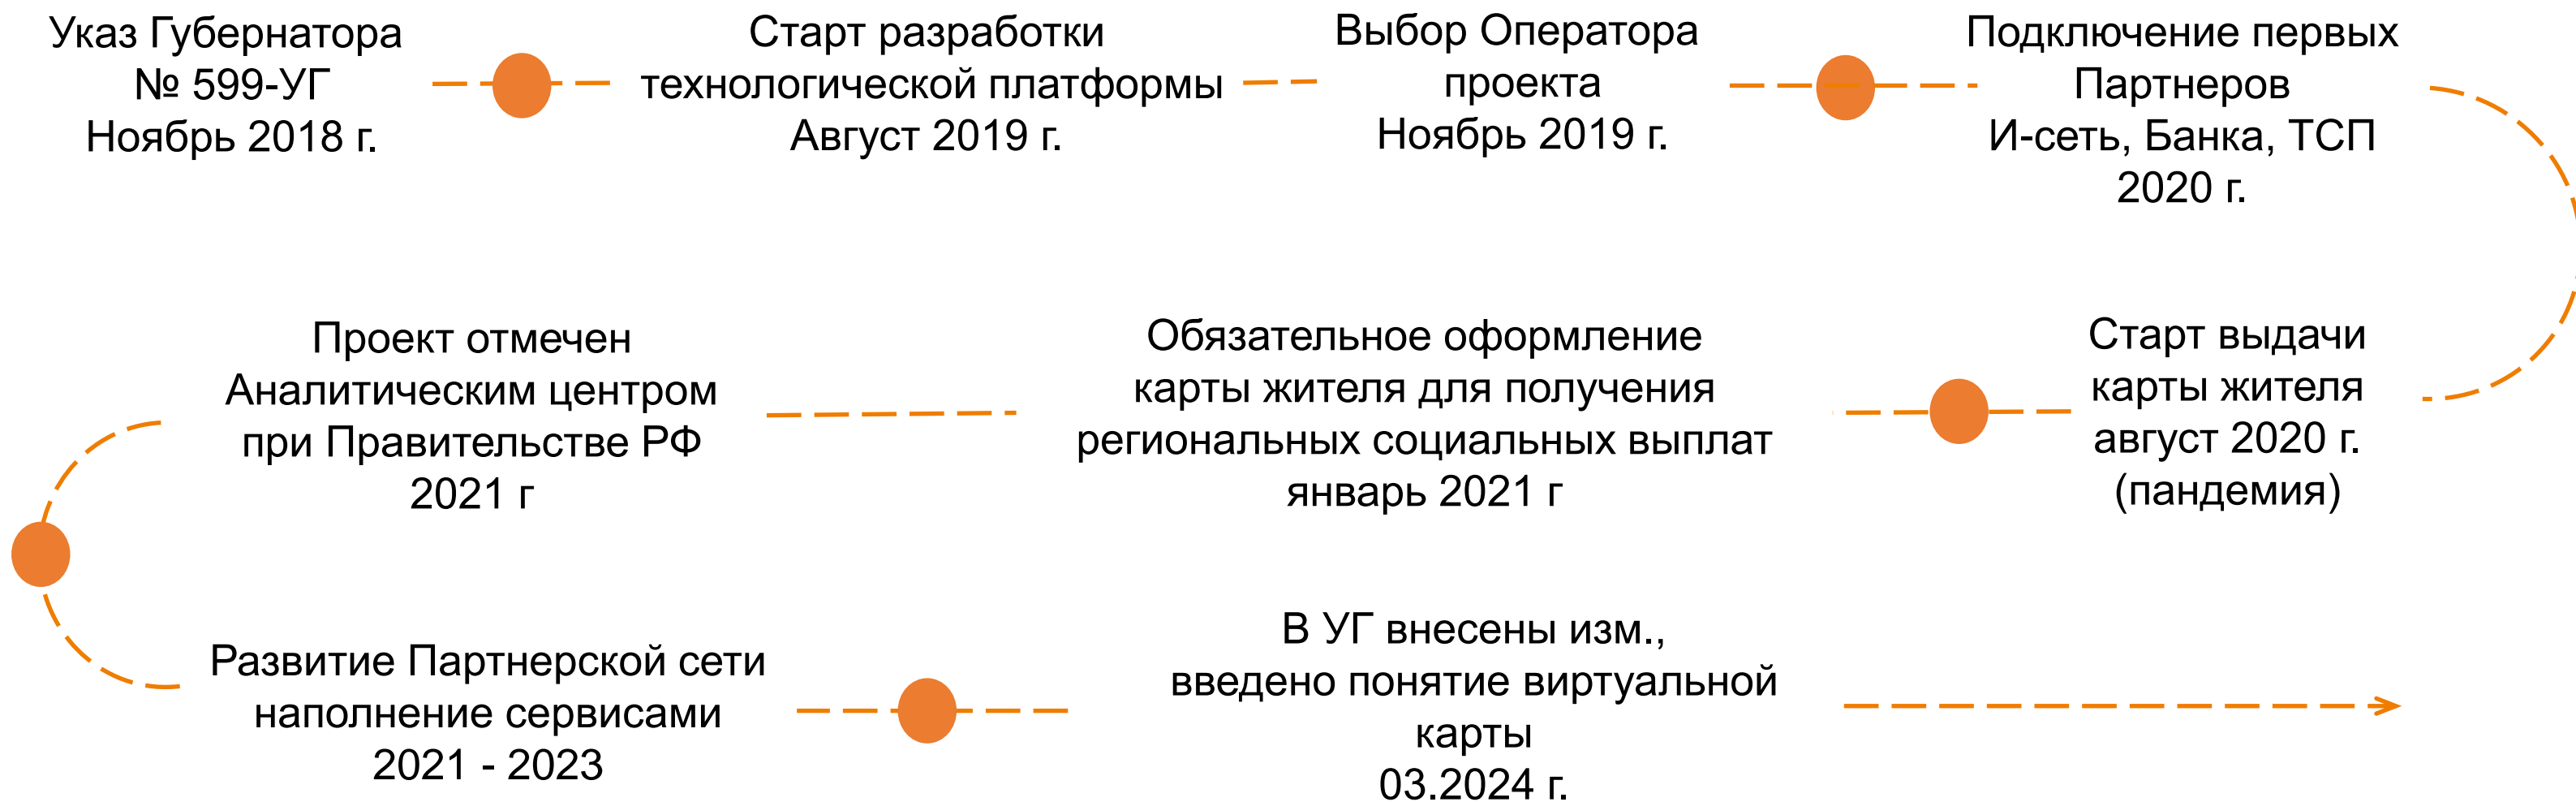 Указ Губернатора
№ 599-УГ
Ноябрь 2018 г.
Старт разработки
технологической платформы
Август 2019 г.
Выбор Оператора
проекта
Ноябрь 2019 г.
Подключение первых
Партнеров
И-сеть, Банка, ТСП
2020 г.
Старт выдачи
карты жителя
август 2020 г.
(пандемия)
Обязательное оформление
карты жителя для получения
региональных социальных выплат
январь 2021 г
Проект отмечен
Аналитическим центром
при Правительстве РФ
2021 г
Развитие Партнерской сети
наполнение сервисами
2021 - 2023
В УГ внесены изм.,
введено понятие виртуальной
карты
03.2024 г.